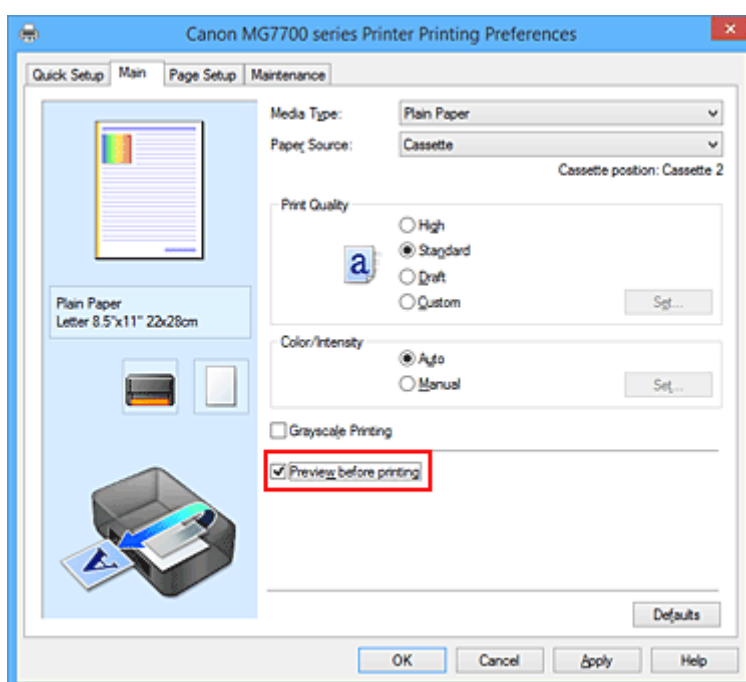 Canon MG7700 series Printer Printing Preferences
Quick Setup Main Page Setup Maintenance
Media Type: Plain Paper
Paper Source: Cassette
Cassette position: Cassette 2
Print Quality
High
a Standard
Draft
Custom Set...
Plain Paper
Letter 8.5"x11" 22x28cm
Color/Intensity
Auto
Manual Set...
Grayscale Printing
Preview before printing
A
Defaults
OK Cancel Apply Help